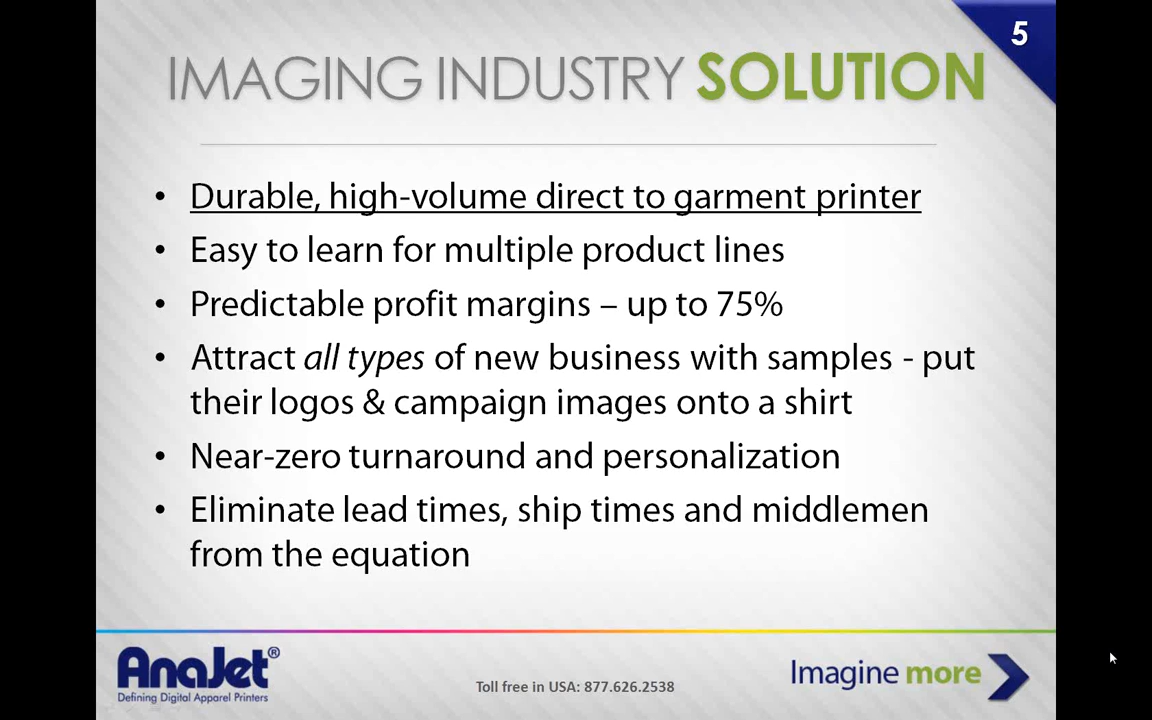 5
IMAGING INDUSTRY SOLUTION
• Durable, high-volume direct to garment printer
• Easy to learn for multiple product lines
• Predictable profit margins – up to 75%
• Attract all types of new business with samples - put
their logos & campaign images onto a shirt
• Near-zero turnaround and personalization
• Eliminate lead times, ship times and middlemen
from the equation
AnaJet®
Defining Digital Apparel Printers
Toll free in USA: 877.626.2538
Imagine more